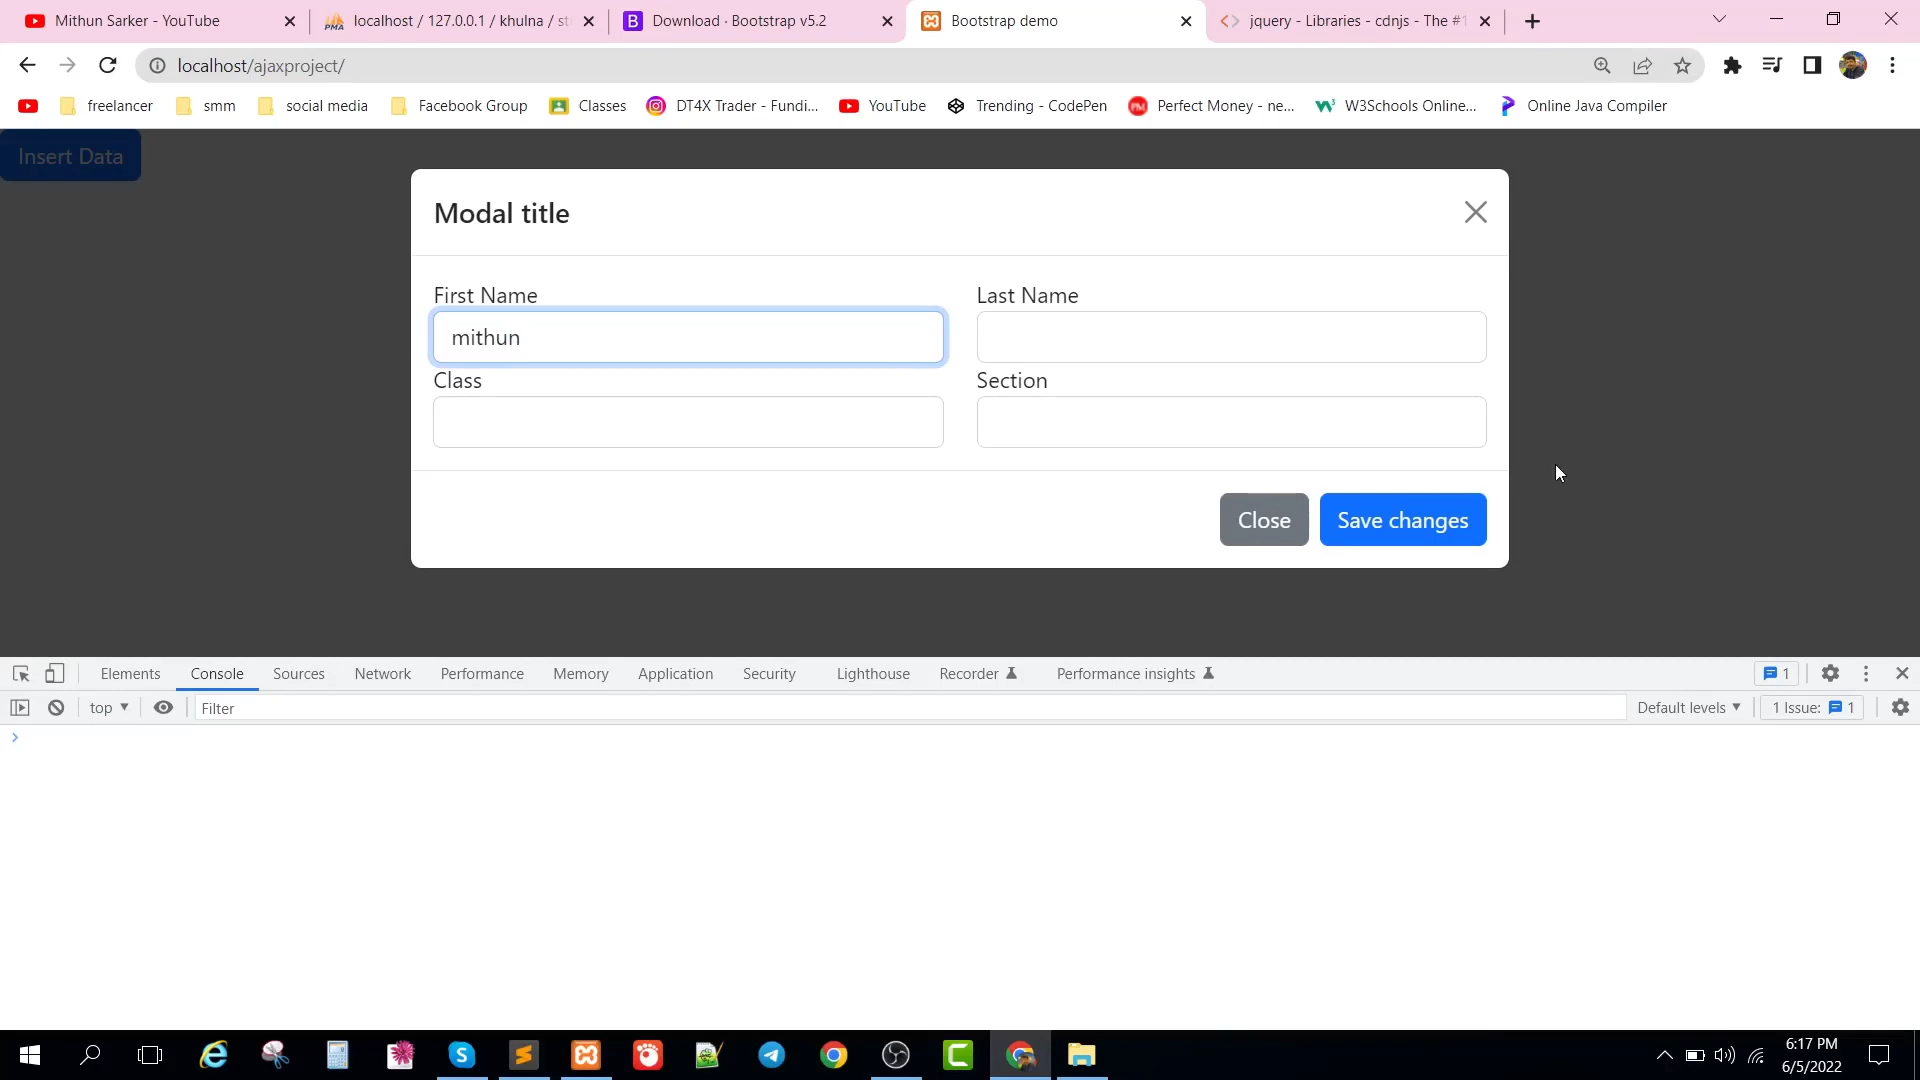 Mithun Sarker - YouTube
localhost / 127.0.0.1 / khulna / st
Download · Bootstrap v5.2
Bootstrap demo
jquery - Libraries - cdnjs - The #1
localhost/ajaxproject/
freelancer
smm
social media
Facebook Group
Classes
DT4X Trader - Fundi...
YouTube
Trending - CodePen
Perfect Money - ne...
W3Schools Online...
Online Java Compiler
Insert Data
Modal title
First Name
Last Name
mithun
Class
Section
Close
Save changes
Elements
Console
Sources
Network
Performance
Memory
Application
Security
Lighthouse
Recorder
Performance insights
1
top
Filter
Default levels
1 Issue: 1
6:17 PM
6/5/2022